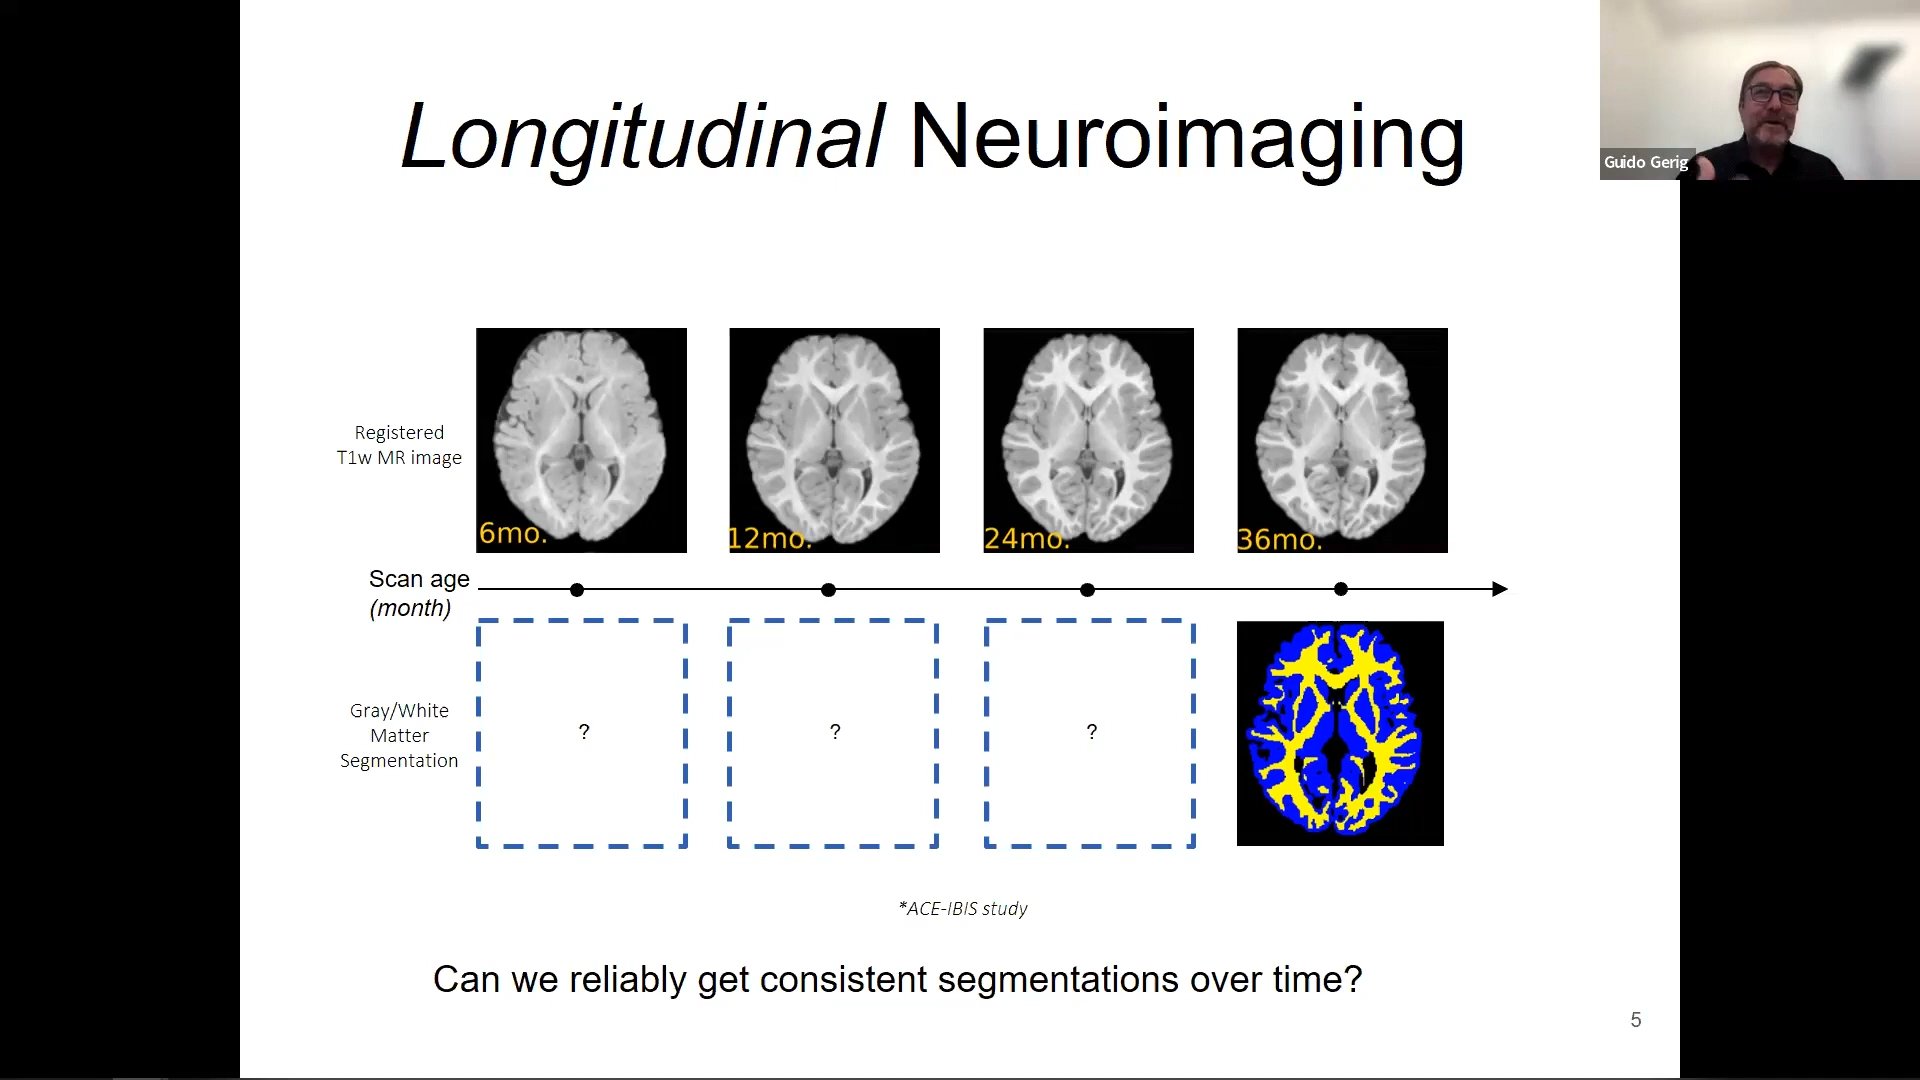 Longitudinal Neuroimaging
Guido Gerig
Registered
T1w MR image
6mo.
12mo.
24mo.
36mo.
Scan age
(month)
Gray/White
Matter
Segmentation
?
?
?
*ACE-IBIS study
Can we reliably get consistent segmentations over time?
5